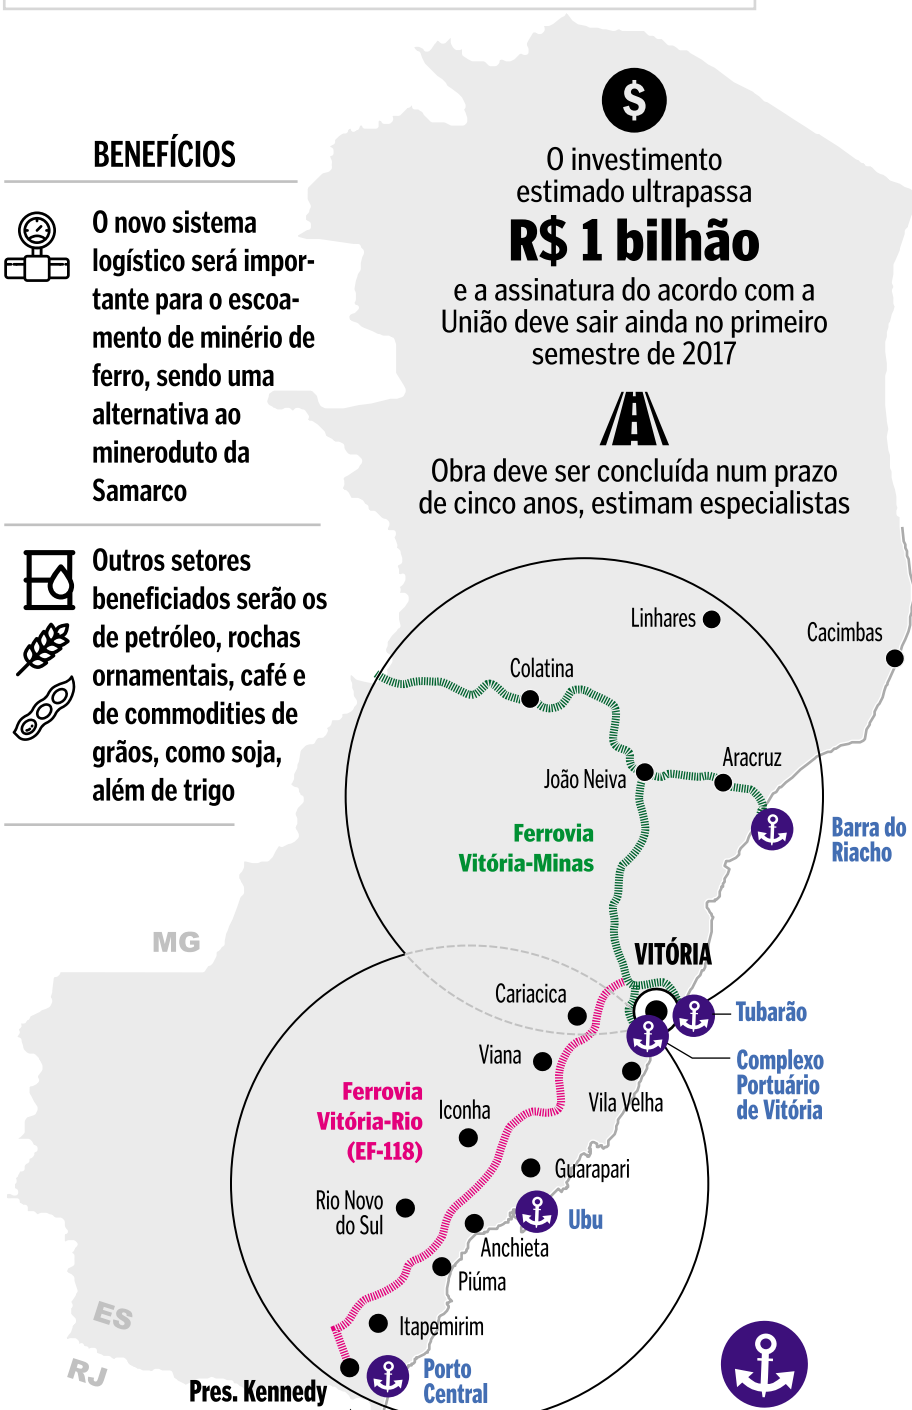 BENEFÍCIOS
O novo sistema
logístico será impor-
tante para o escoa-
mento de minério de
ferro, sendo uma
alternativa ao
mineroduto da
Samarco
Outros setores
beneficiados serão os
de petróleo, rochas
ornamentais, café e
de commodities de
grãos, como soja,
além de trigo
$
O investimento
estimado ultrapassa
R$ 1 bilhão
e a assinatura do acordo com a
União deve sair ainda no primeiro
semestre de 2017
Obra deve ser concluída num prazo
de cinco anos, estimam especialistas
Linhares
Cacimbas
Colatina
Aracruz
João Neiva
Ferrovia
Vitória-Minas
Barra do
Riacho
MG
VITÓRIA
Cariacica
Tubarão
Viana
Complexo
Portuário
de Vitória
Vila Velha
Ferrovia
Vitória-Rio
(EF-118)
Iconha
Guarapari
Rio Novo
do Sul
Ubu
Anchieta
Piúma
ES
Itapemirim
RJ
Porto
Central
Pres. Kennedy